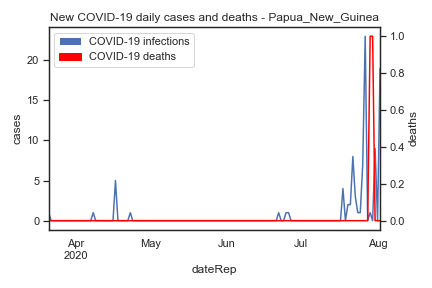 New COVID-19 daily cases and deaths - Papua_New_Guinea
COVID-19 infections
COVID-19 deaths
cases
20
15
10
5
0
deaths
1.0
0.8
0.6
0.4
0.2
0.0
Apr
2020
May
Jun
Jul
Aug
dateRep